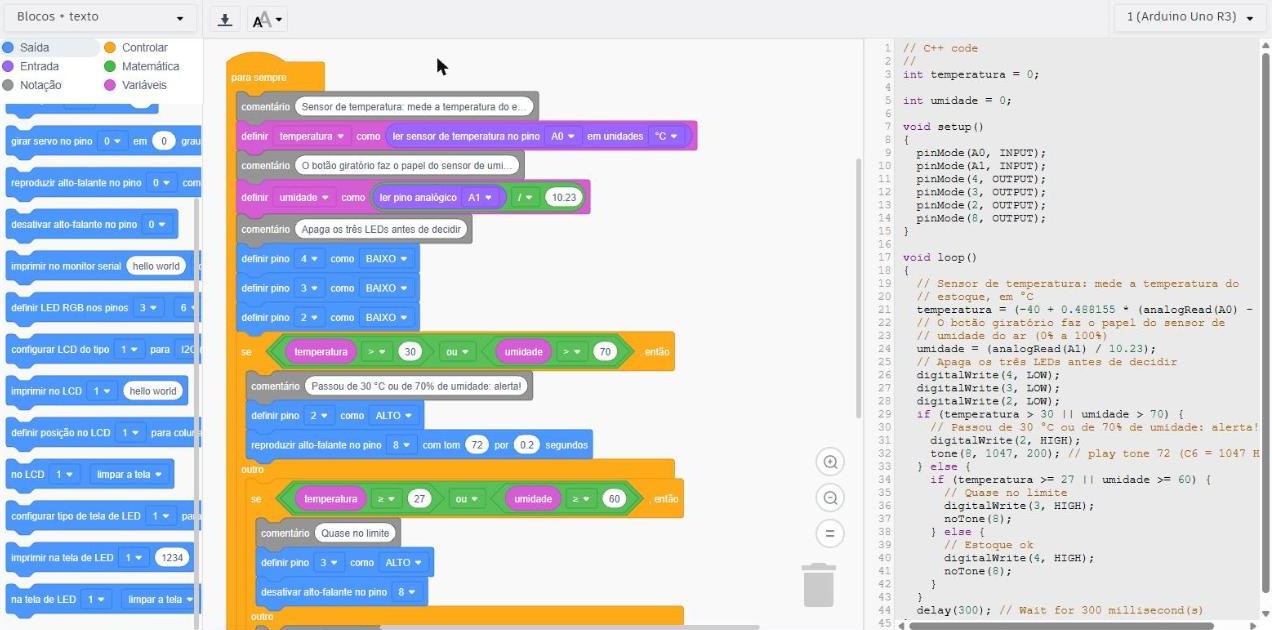 Blocos + texto
1 (Arduino Uno R3)
Saída
Controlar
Entrada
Matemática
Notação
Variáveis
girar servo no pino 0 em 0 grau
reproduzir alto-falante no pino 0 com
desativar alto-falante no pino 0
imprimir no monitor serial hello world
definir LED RGB nos pinos 3 6
configurar LCD do tipo 1 para I2C
imprimir no LCD 1 hello world
definir posição no LCD 1 para colun
no LCD 1 limpar a tela
configurar tipo de tela de LED 1 para
imprimir na tela de LED 1 1234
na tela de LED 1 limpar a tela
para sempre
comentário Sensor de temperatura: mede a temperatura do e...
definir temperatura como ler sensor de temperatura no pino A0 em unidades °C
comentário O botão giratório faz o papel do sensor de umi...
definir umidade como ler pino analógico A1 / 10.23
comentário Apaga os três LEDs antes de decidir
definir pino 4 como BAIXO
definir pino 3 como BAIXO
definir pino 2 como BAIXO
se temperatura > 30 ou umidade > 70 , então
comentário Passou de 30 °C ou de 70% de umidade: alerta!
definir pino 2 como ALTO
reproduzir alto-falante no pino 8 com tom 72 por 0.2 segundos
outro
se temperatura ≥ 27 ou umidade ≥ 60 , então
comentário Quase no limite
definir pino 3 como ALTO
desativar alto-falante no pino 8
outro
1 // C++ code
2 //
3 int temperatura = 0;
4
5 int umidade = 0;
6
7 void setup()
8 {
9 pinMode(A0, INPUT);
10 pinMode(A1, INPUT);
11 pinMode(4, OUTPUT);
12 pinMode(3, OUTPUT);
13 pinMode(2, OUTPUT);
14 pinMode(8, OUTPUT);
15 }
16
17 void loop()
18 {
19 // Sensor de temperatura: mede a temperatura do
20 // estoque, em °C
21 temperatura = (-40 + 0.488155 * (analogRead(A0) -
22 // O botão giratório faz o papel do sensor de
23 // umidade do ar (0% a 100%)
24 umidade = (analogRead(A1) / 10.23);
25 // Apaga os três LEDs antes de decidir
26 digitalWrite(4, LOW);
27 digitalWrite(3, LOW);
28 digitalWrite(2, LOW);
29 if (temperatura > 30 || umidade > 70) {
30 // Passou de 30 °C ou de 70% de umidade: alerta!
31 digitalWrite(2, HIGH);
32 tone(8, 1047, 200); // play tone 72 (C6 = 1047 H
33 } else {
34 if (temperatura >= 27 || umidade >= 60) {
35 // Quase no limite
36 digitalWrite(3, HIGH);
37 noTone(8);
38 } else {
39 // Estoque ok
40 digitalWrite(4, HIGH);
41 noTone(8);
42 }
43 }
44 delay(300); // Wait for 300 millisecond(s)
45